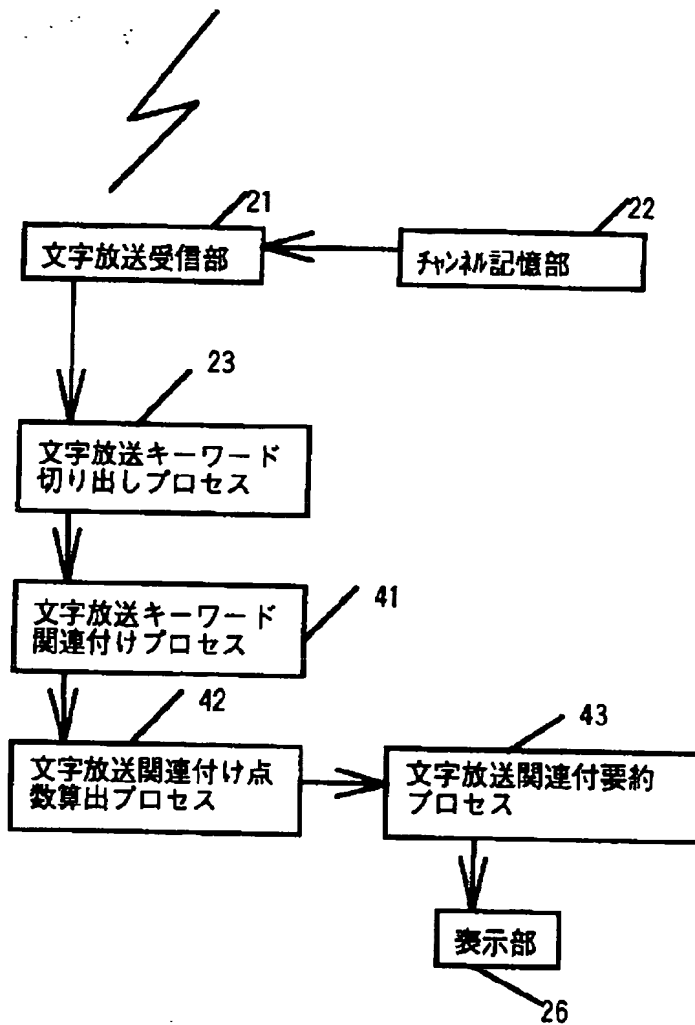 21
文字放送受信部
22
チャンネル記憶部
23
文字放送キーワード
切り出しプロセス
41
文字放送キーワード
関連付けプロセス
42
文字放送関連付け点
数算出プロセス
43
文字放送関連付要約
プロセス
表示部
26